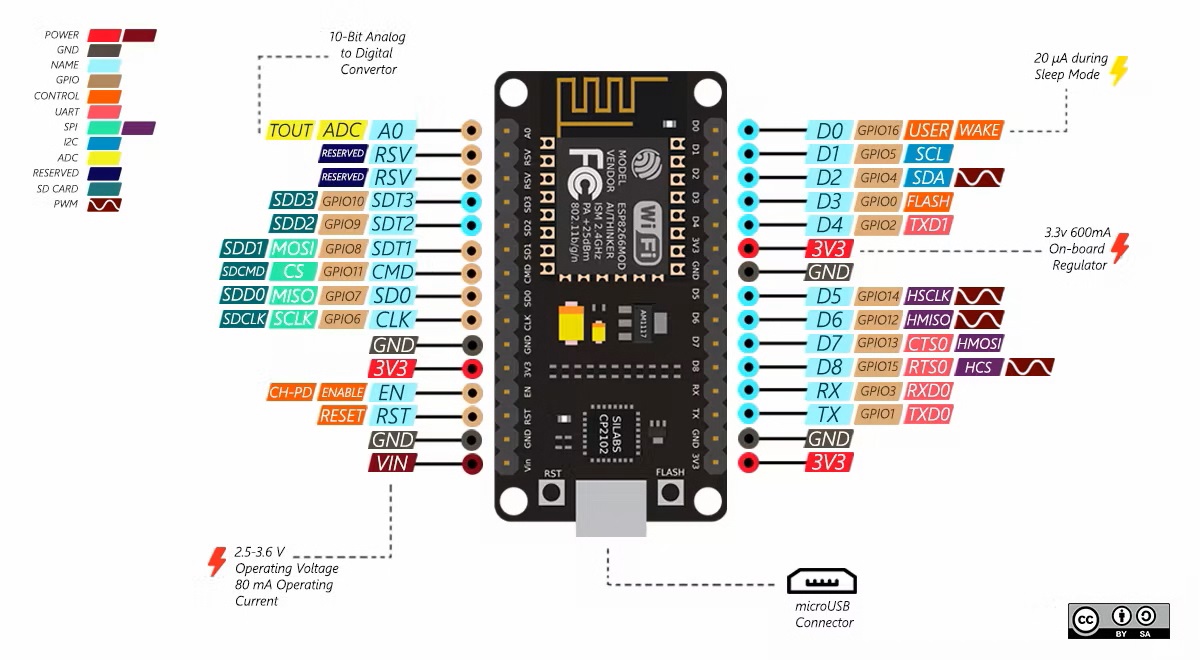 POWER
GND
NAME
GPIO
CONTROL
UART
SPI
I2C
ADC
RESERVED
SD CARD
PWM
10-Bit Analog
to Digital
Convertor
20 µA during
Sleep Mode
TOUT ADC A0
RESERVED RSV
RESERVED RSV
SDD3 GPIO10 SDT3
SDD2 GPIO9 SDT2
SDD1 MOSI GPIO8 SDT1
SDCMD CS GPIO11 CMD
SDD0 MISO GPIO7 SD0
SDCLK SCLK GPIO6 CLK
GND
3V3
CH-PD ENABLE EN
RESET RST
GND
VIN
A0
RSV
RSV
SD3
SD2
SD1
CMD
SD0
CLK
GND
3V3
EN
RST
GND
Vin
MODEL ESP8266MOD
VENDOR AI/THINKER
ISM 2.4GHz
PA +25dBm
802.11b/g/n
FC
WiFi
AM1117
SILABS
CP2102
RST
FLASH
D0
D1
D2
D3
D4
3V3
GND
D5
D6
D7
D8
RX
TX
GND
3V3
D0 GPIO16 USER WAKE
D1 GPIO5 SCL
D2 GPIO4 SDA
D3 GPIO0 FLASH
D4 GPIO2 TXD1
3V3
GND
D5 GPIO14 HSCLK
D6 GPIO12 HMISO
D7 GPIO13 CTS0 HMOSI
D8 GPIO15 RTS0 HCS
RX GPIO3 RXD0
TX GPIO1 TXD0
GND
3V3
3.3v 600mA
On-board
Regulator
2.5-3.6 V
Operating Voltage
80 mA Operating
Current
microUSB
Connector
cc
BY SA